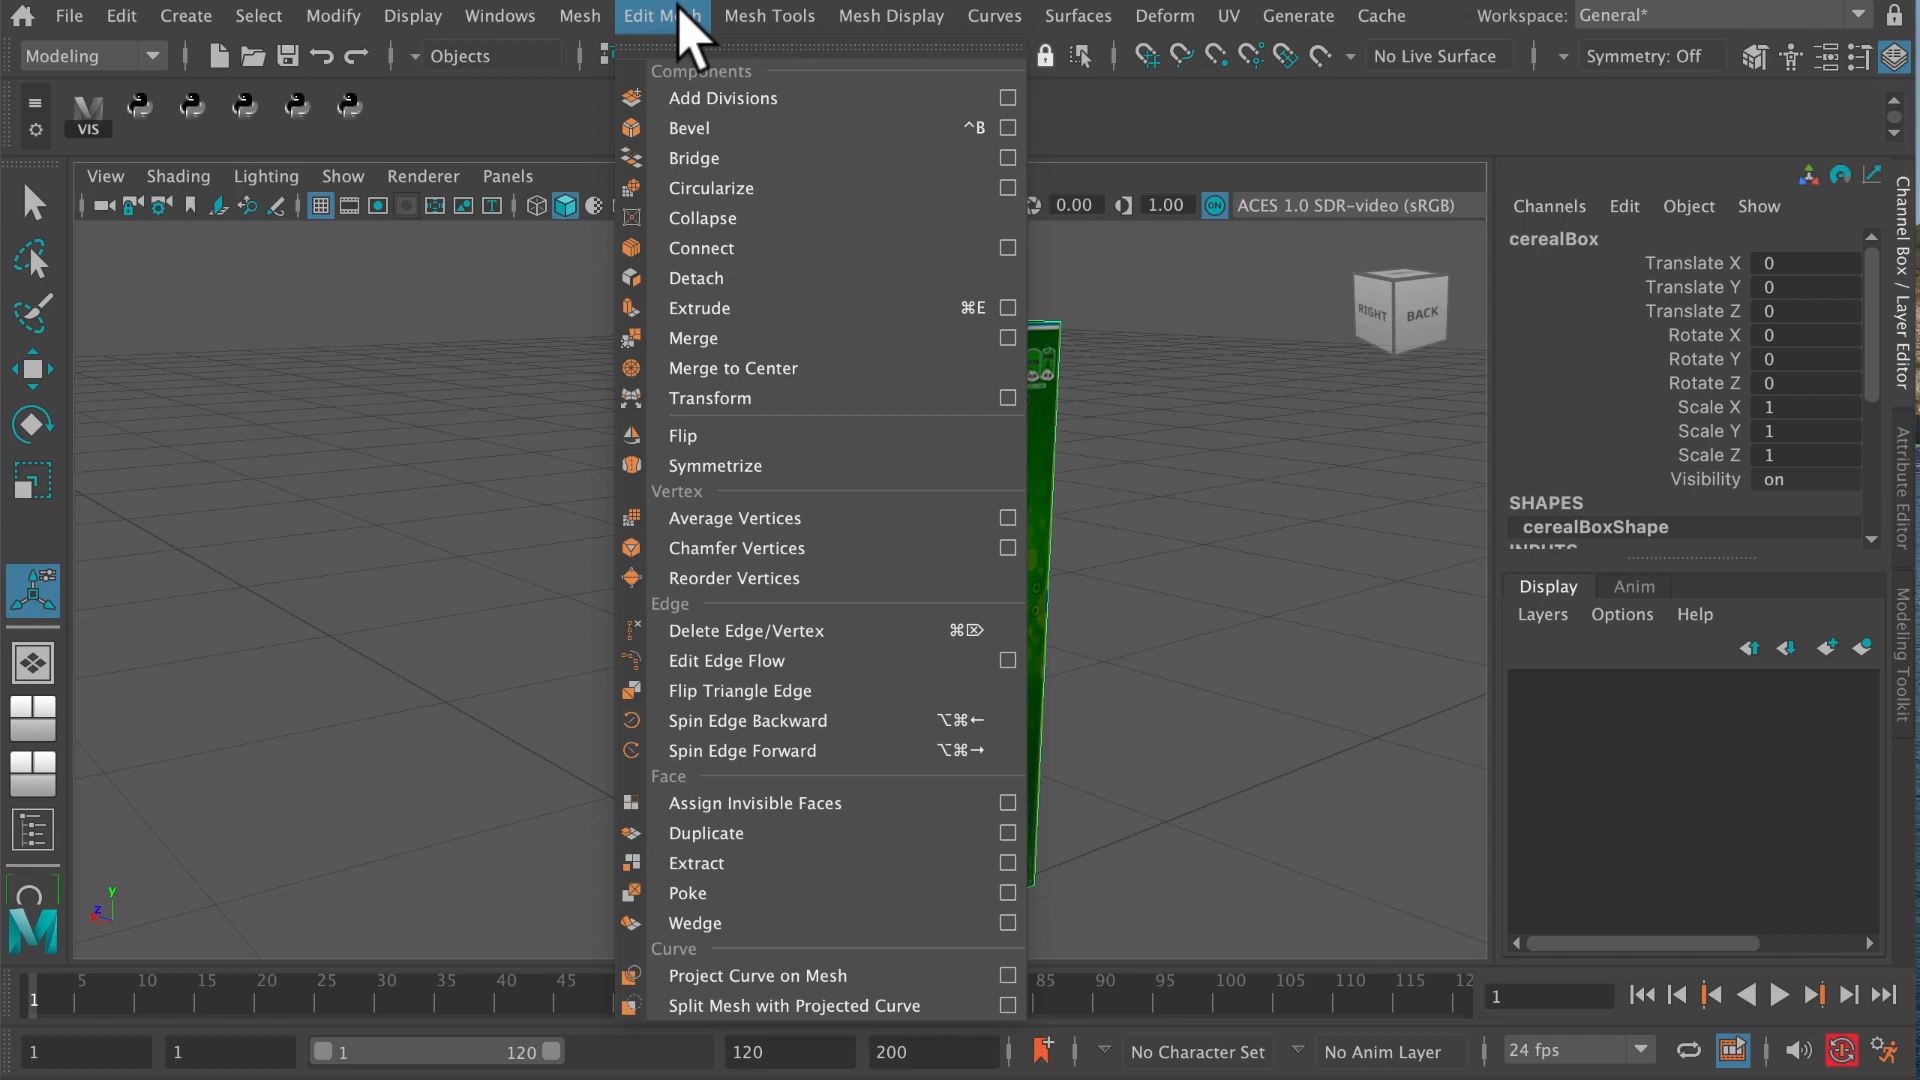 File Edit Create Select Modify Display Windows Mesh Edit Mesh Mesh Tools Mesh Display Curves Surfaces Deform UV Generate Cache Workspace: General*
Modeling Objects No Live Surface Symmetry: Off
VIS
View Shading Lighting Show Renderer Panels
0.00 1.00 ON ACES 1.0 SDR-video (sRGB)
Components
Add Divisions
Bevel ^B
Bridge
Circularize
Collapse
Connect
Detach
Extrude ⌘E
Merge
Merge to Center
Transform
Flip
Symmetrize
Vertex
Average Vertices
Chamfer Vertices
Reorder Vertices
Edge
Delete Edge/Vertex ⌘⌦
Edit Edge Flow
Flip Triangle Edge
Spin Edge Backward ⌥⌘←
Spin Edge Forward ⌥⌘→
Face
Assign Invisible Faces
Duplicate
Extract
Poke
Wedge
Curve
Project Curve on Mesh
Split Mesh with Projected Curve
RIGHT BACK
y
z
x
Channels Edit Object Show
cerealBox
Translate X 0
Translate Y 0
Translate Z 0
Rotate X 0
Rotate Y 0
Rotate Z 0
Scale X 1
Scale Y 1
Scale Z 1
Visibility on
SHAPES
cerealBoxShape
INPUTS
Display Anim
Layers Options Help
Channel Box / Layer Editor
Attribute Editor
Modeling Toolkit
1 5 10 15 20 25 30 35 40 45 85 90 95 100 105 110 115 12 1
1 1 1 120 120 200 No Character Set No Anim Layer 24 fps